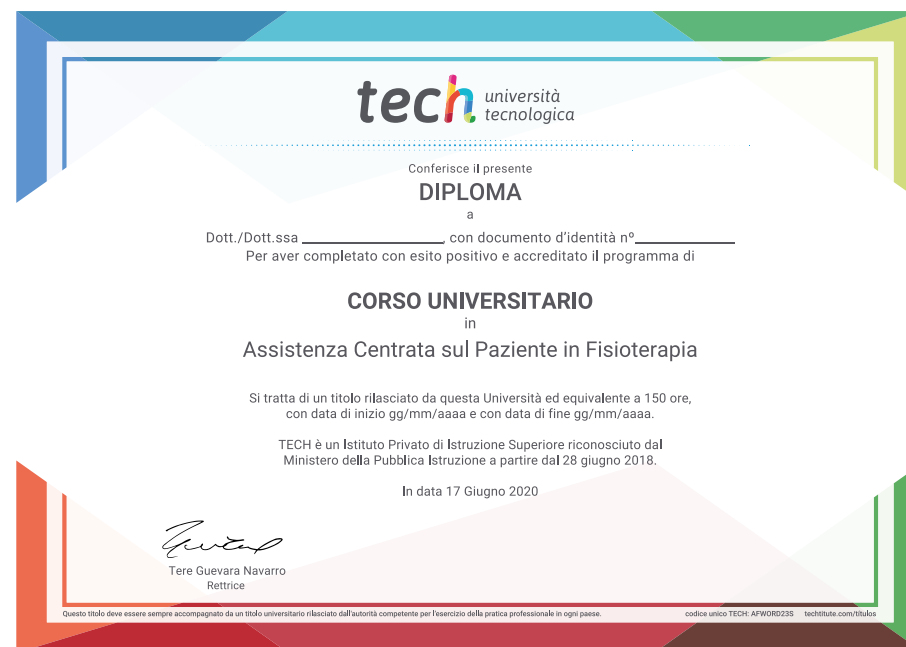 tech università
tecnologica
Conferisce il presente
DIPLOMA
a
Dott./Dott.ssa ____________________, con documento d'identità nº______________
Per aver completato con esito positivo e accreditato il programma di
CORSO UNIVERSITARIO
in
Assistenza Centrata sul Paziente in Fisioterapia
Si tratta di un titolo rilasciato da questa Università ed equivalente a 150 ore,
con data di inizio gg/mm/aaaa e con data di fine gg/mm/aaaa.
TECH è un Istituto Privato di Istruzione Superiore riconosciuto dal
Ministero della Pubblica Istruzione a partire dal 28 giugno 2018.
In data 17 Giugno 2020
Tere Guevara Navarro
Rettrice
Questo titolo deve essere sempre accompagnato da un titolo universitario rilasciato dall'autorità competente per l'esercizio della pratica professionale in ogni paese. codice unico TECH: AFWORD23S techtitute.com/títulos